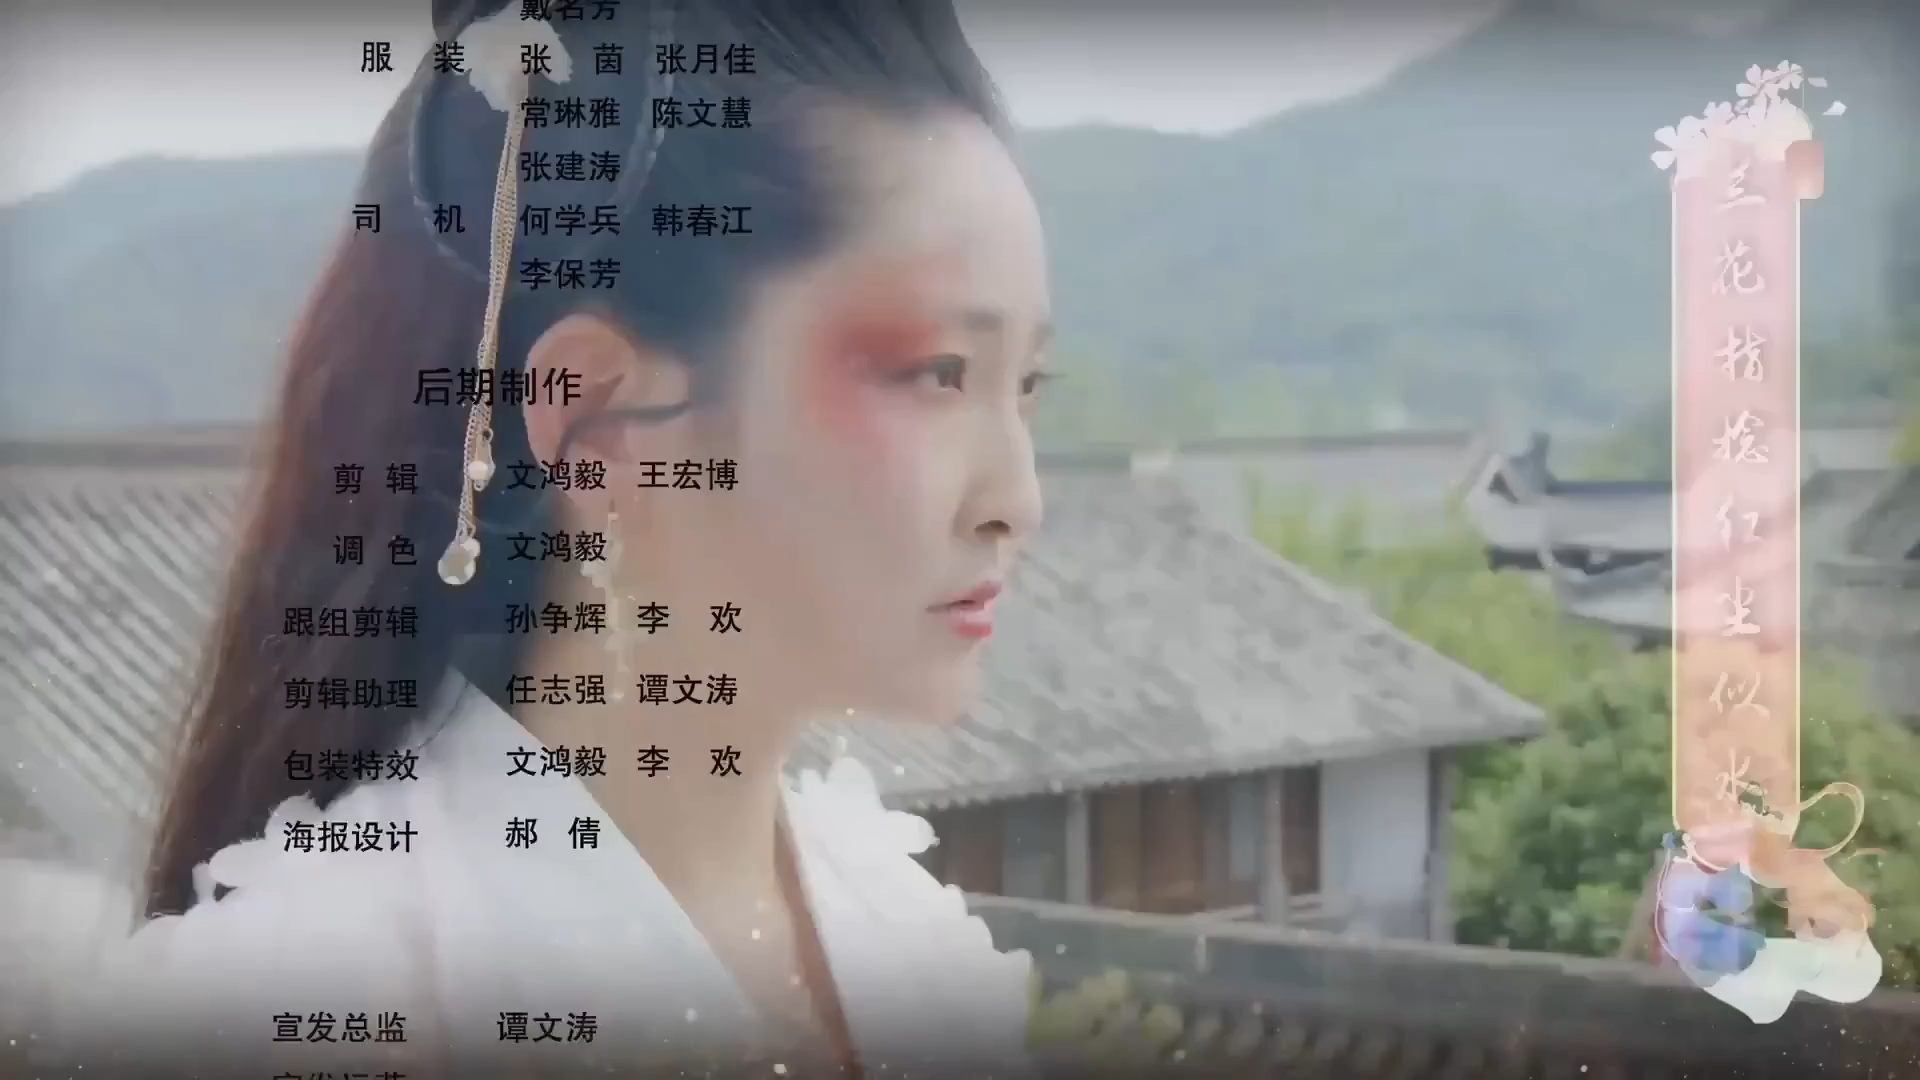 戴名芳
服 装 张 茵 张月佳
常琳雅 陈文慧
张建涛
司 机 何学兵 韩春江
李保芳
后期制作
剪 辑 文鸿毅 王宏博
调 色 文鸿毅
跟组剪辑 孙争辉 李 欢
剪辑助理 任志强 谭文涛
包装特效 文鸿毅 李 欢
海报设计 郝 倩
宣发总监 谭文涛
兰花指捻红尘似水